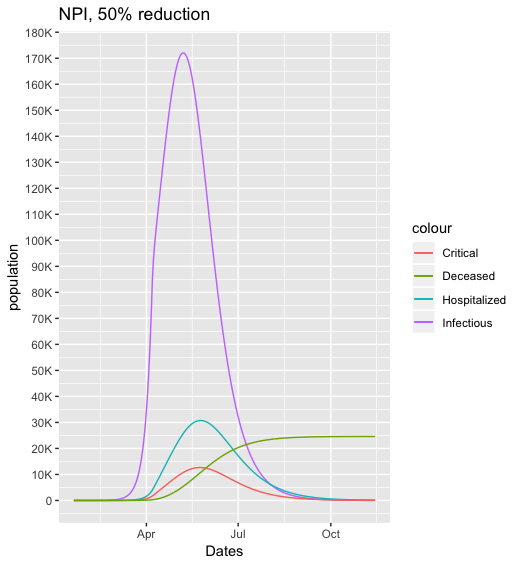 NPI, 50% reduction
180K
170K
160K
150K
140K
130K
120K
110K
100K
90K
80K
70K
60K
50K
40K
30K
20K
10K
0
population
Apr
Jul
Oct
Dates
colour
Critical
Deceased
Hospitalized
Infectious